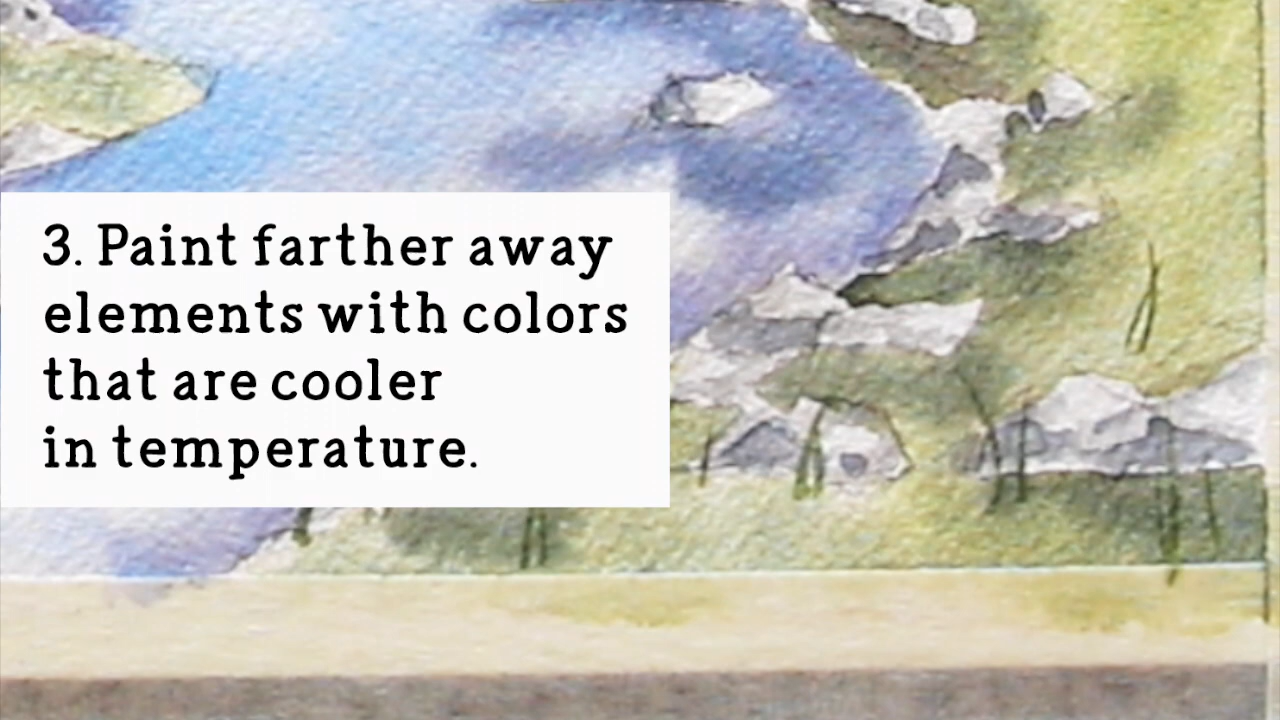 3. Paint farther away
elements with colors
that are cooler
in temperature.